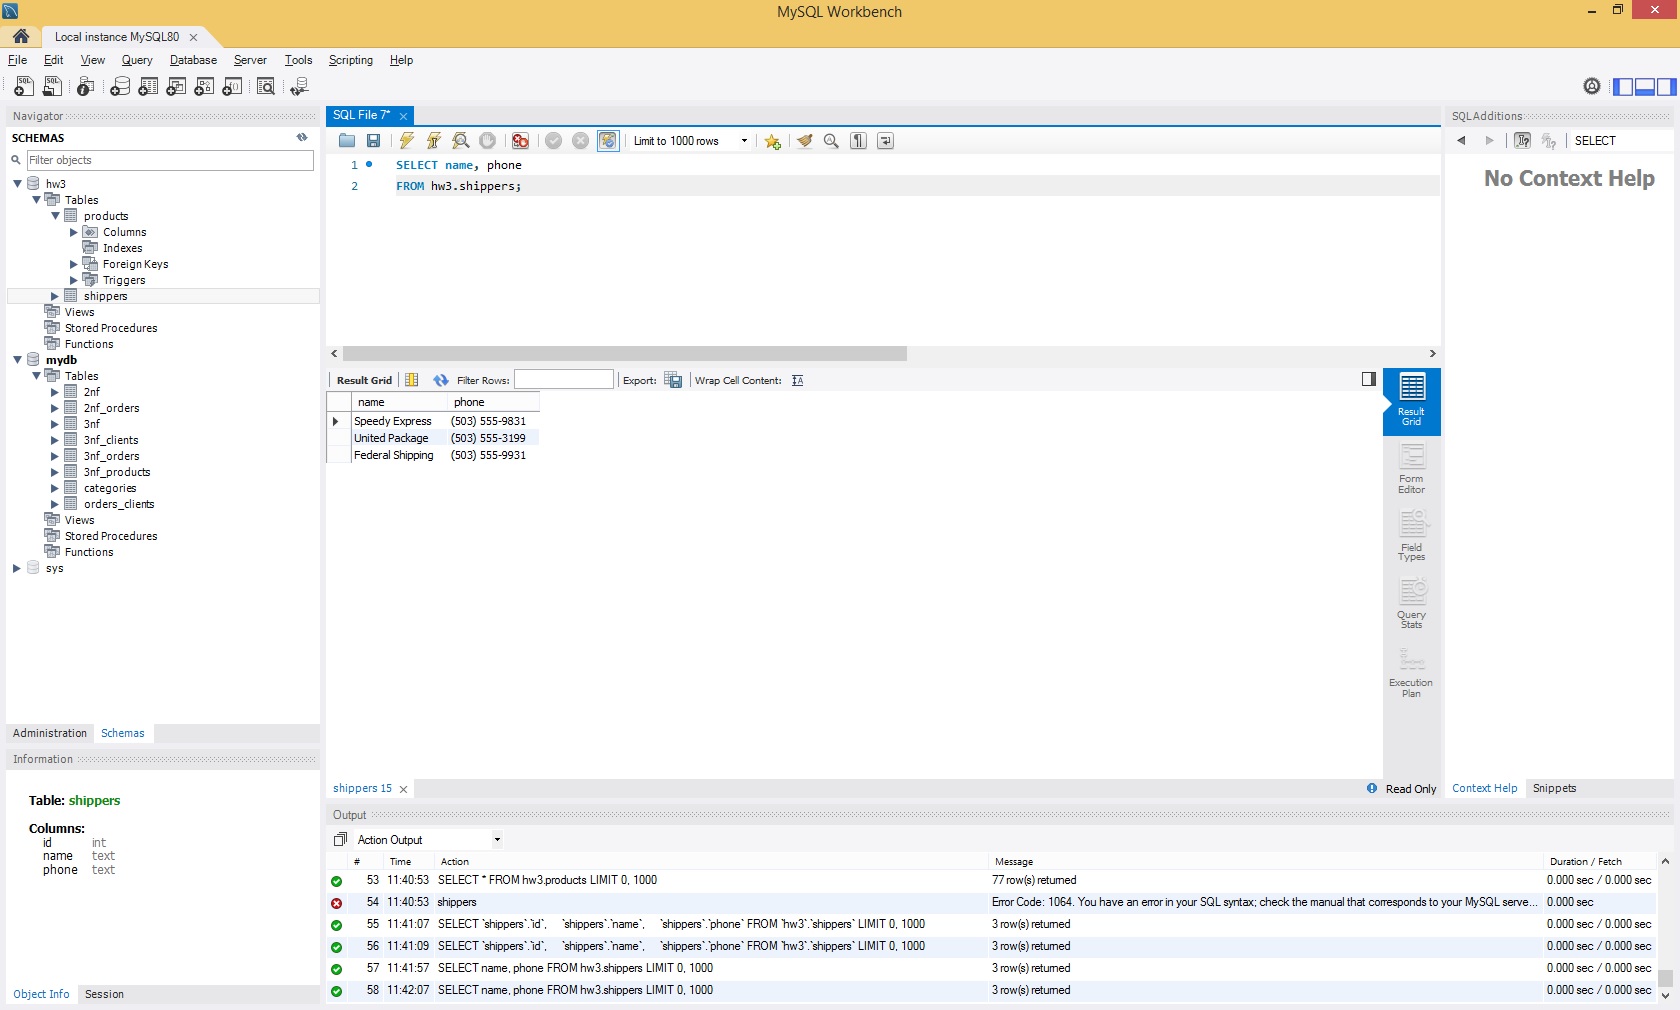 MySQL Workbench
Local instance MySQL80
File Edit View Query Database Server Tools Scripting Help
Navigator
SCHEMAS
Filter objects
hw3
Tables
products
Columns
Indexes
Foreign Keys
Triggers
shippers
Views
Stored Procedures
Functions
mydb
Tables
2nf
2nf_orders
3nf
3nf_clients
3nf_orders
3nf_products
categories
orders_clients
Views
Stored Procedures
Functions
sys
Administration Schemas
Information
Table: shippers
Columns:
id int
name text
phone text
Object Info Session
SQL File 7*
Limit to 1000 rows
1 SELECT name, phone
2 FROM hw3.shippers;
Result Grid Filter Rows: Export: Wrap Cell Content:
name phone
Speedy Express (503) 555-9831
United Package (503) 555-3199
Federal Shipping (503) 555-9931
Result
Grid
Form
Editor
Field
Types
Query
Stats
Execution
Plan
shippers 15
Read Only
SQLAdditions
SELECT
No Context Help
Context Help Snippets
Output
Action Output
# Time Action Message Duration / Fetch
53 11:40:53 SELECT * FROM hw3.products LIMIT 0, 1000 77 row(s) returned 0.000 sec / 0.000 sec
54 11:40:53 shippers Error Code: 1064. You have an error in your SQL syntax; check the manual that corresponds to your MySQL serve... 0.000 sec
55 11:41:07 SELECT `shippers`.`id`, `shippers`.`name`, `shippers`.`phone` FROM `hw3`.`shippers` LIMIT 0, 1000 3 row(s) returned 0.000 sec / 0.000 sec
56 11:41:09 SELECT `shippers`.`id`, `shippers`.`name`, `shippers`.`phone` FROM `hw3`.`shippers` LIMIT 0, 1000 3 row(s) returned 0.000 sec / 0.000 sec
57 11:41:57 SELECT name, phone FROM hw3.shippers LIMIT 0, 1000 3 row(s) returned 0.000 sec / 0.000 sec
58 11:42:07 SELECT name, phone FROM hw3.shippers LIMIT 0, 1000 3 row(s) returned 0.000 sec / 0.000 sec